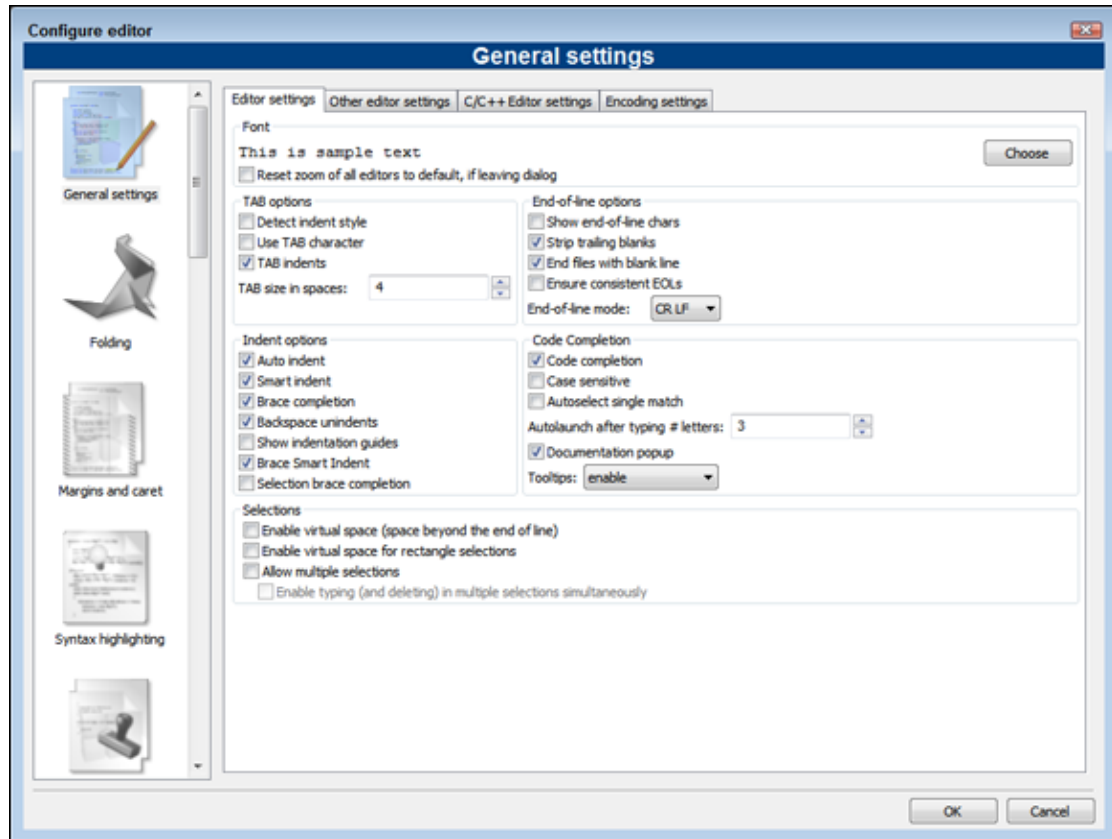 Configure editor
General settings
General settings
Folding
Margins and caret
Syntax highlighting
Editor settings
Other editor settings
C/C++ Editor settings
Encoding settings
Font
This is sample text
Choose
Reset zoom of all editors to default, if leaving dialog
TAB options
Detect indent style
Use TAB character
TAB indents
TAB size in spaces: 4
End-of-line options
Show end-of-line chars
Strip trailing blanks
End files with blank line
Ensure consistent EOLs
End-of-line mode: CR LF
Indent options
Auto indent
Smart indent
Brace completion
Backspace unindents
Show indentation guides
Brace Smart Indent
Selection brace completion
Code Completion
Code completion
Case sensitive
Autoselect single match
Autolaunch after typing # letters: 3
Documentation popup
Tooltips: enable
Selections
Enable virtual space (space beyond the end of line)
Enable virtual space for rectangle selections
Allow multiple selections
Enable typing (and deleting) in multiple selections simultaneously
OK
Cancel